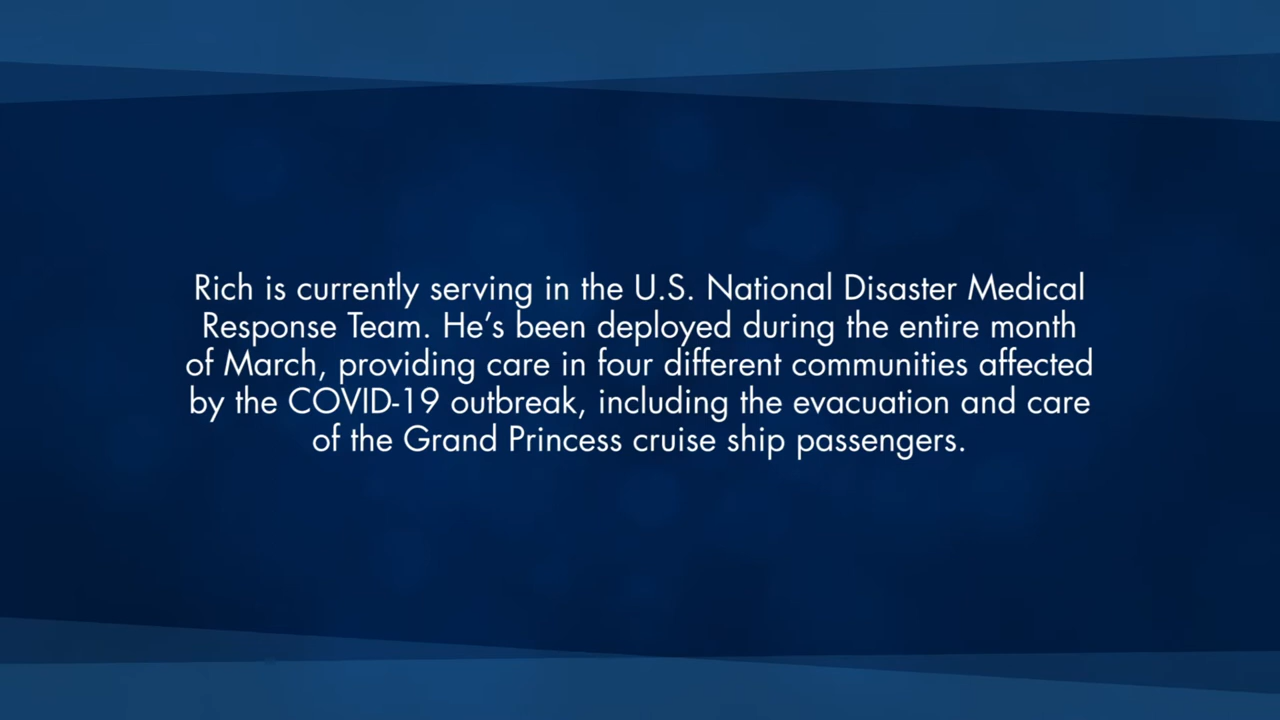 Rich is currently serving in the U.S. National Disaster Medical
Response Team. He’s been deployed during the entire month
of March, providing care in four different communities affected
by the COVID-19 outbreak, including the evacuation and care
of the Grand Princess cruise ship passengers.